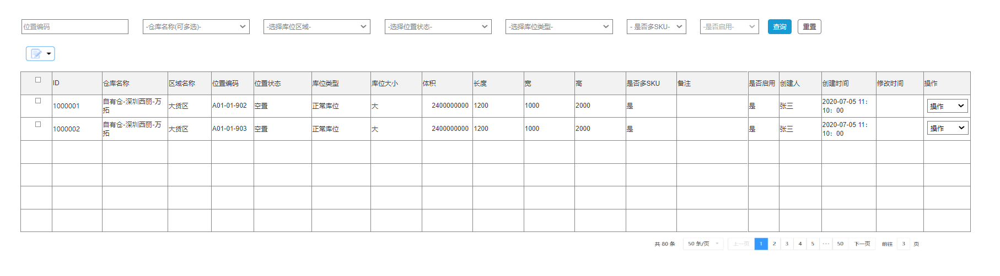 位置编码 -仓库名称(可多选)- -选择库位区域- -选择位置状态- -选择库位类型- - 是否多SKU- -是否启用- 查询 重置
ID 仓库名称 区域名称 位置编码 位置状态 库位类型 库位大小 体积 长度 宽 高 是否多SKU 备注 是否启用 创建人 创建时间 修改时间 操作
1000001 自有仓-深圳西丽-万拓 大货区 A01-01-902 空置 正常库位 大 2400000000 1200 1000 2000 是 是 张三 2020-07-05 11：10：00 操作
1000002 自有仓-深圳西丽-万拓 大货区 A01-01-903 空置 正常库位 大 2400000000 1200 1000 2000 是 是 张三 2020-07-05 11：10：00 操作
共 80 条 50 条/页 上一页 1 2 3 4 5 ··· 50 下一页 前往 3 页